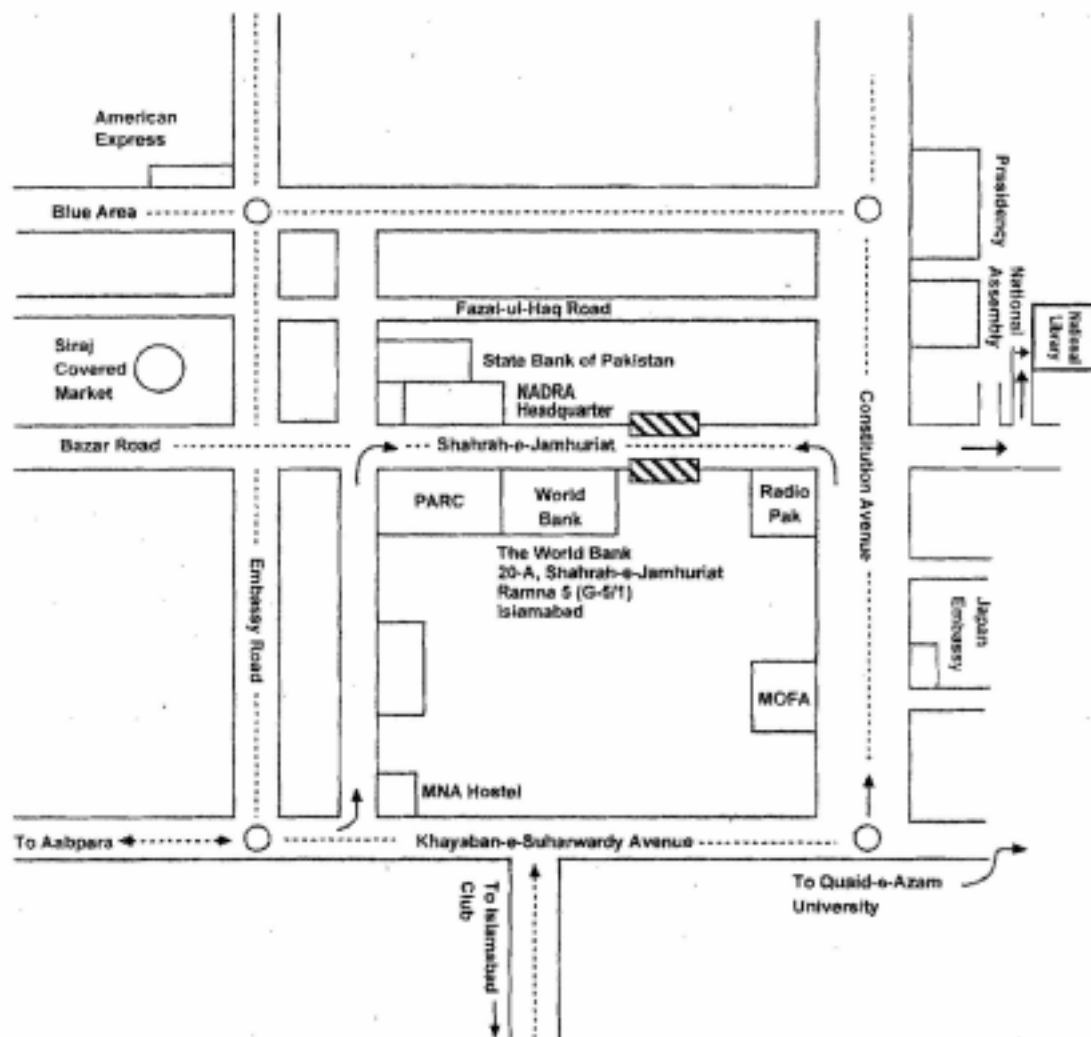 American
Express
Blue Area
Presidency
National
Assembly
National
Library
Fazal-ul-Haq Road
Siraj
Covered
Market
State Bank of Pakistan
NADRA
Headquarter
Constitution Avenue
Bazar Road
Shahrah-e-Jamhuriat
PARC
World
Bank
Radio
Pak
The World Bank
20-A, Shahrah-e-Jamhuriat
Ramna 5 (G-5/1)
Islamabad
Embassy Road
Japan
Embassy
MOFA
MNA Hostel
To Aabpara
Khayaban-e-Suharwardy Avenue
To Quaid-e-Azam
University
To Islamabad
Club